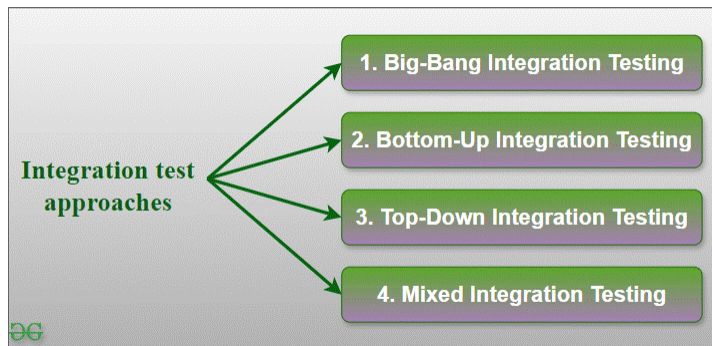 Integration test
approaches
1. Big-Bang Integration Testing
2. Bottom-Up Integration Testing
3. Top-Down Integration Testing
4. Mixed Integration Testing